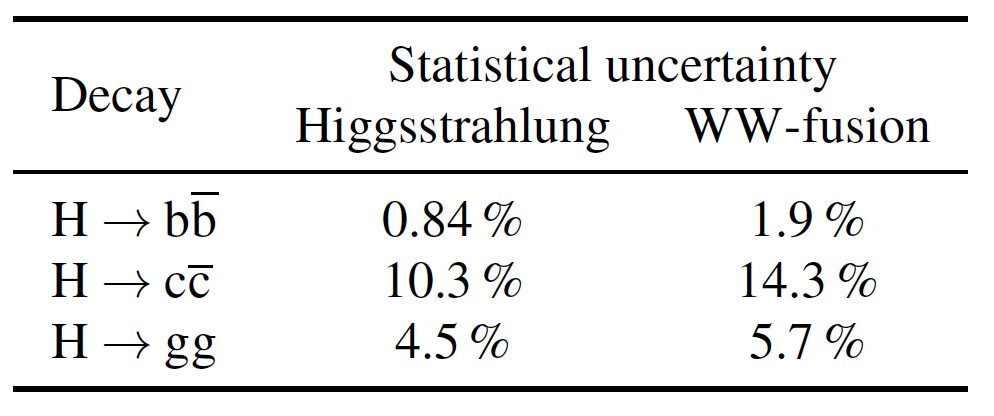 Decay Statistical uncertainty
Higgsstrahlung WW-fusion
H → bb̅ 0.84 % 1.9 %
H → cc̅ 10.3 % 14.3 %
H → gg 4.5 % 5.7 %